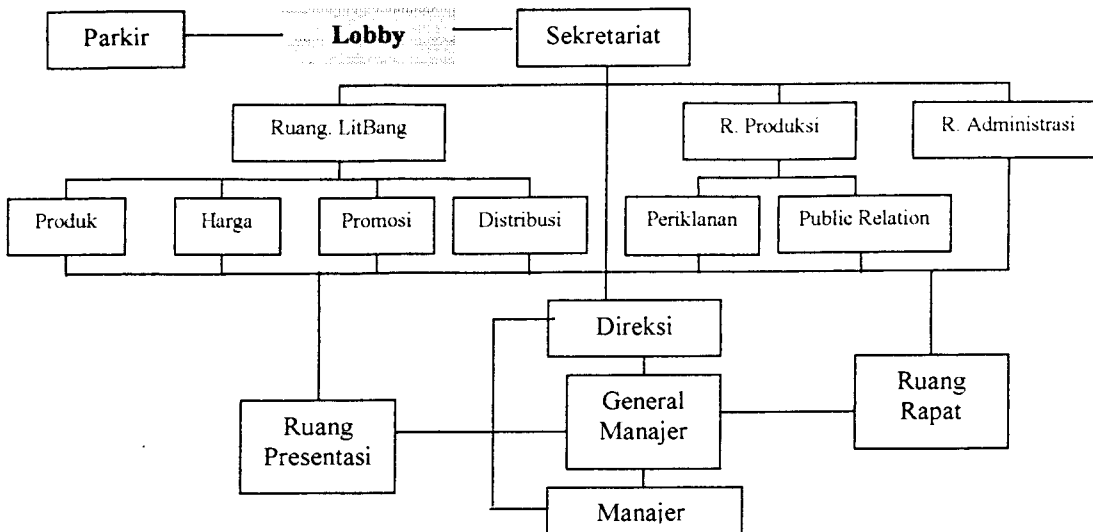 Parkir
Lobby
Sekretariat
Ruang. LitBang
R. Produksi
R. Administrasi
Produk
Harga
Promosi
Distribusi
Periklanan
Public Relation
Direksi
General
Manajer
Ruang
Rapat
Ruang
Presentasi
Manajer